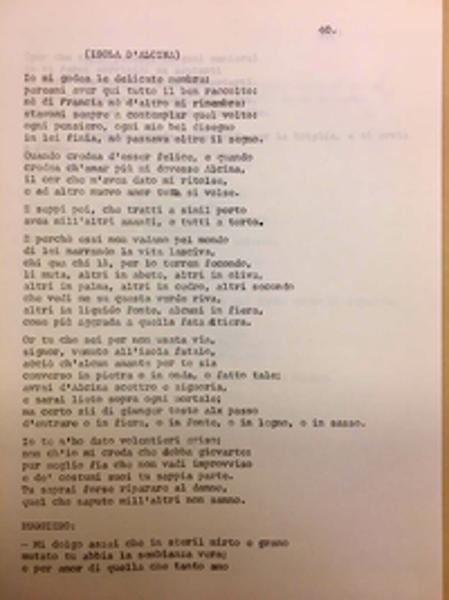 40.
(ISOLA D'ALCINA)
Io mi godea le delicate membra:
pareami aver qui tutto il ben raccolto:
nè di Francia nè d'altro mi rimembra:
stavami sempre a contemplar quel volto:
ogni pensiero, ogni mio bel disegno
in lei finia, nè passava oltre il segno.
Quando credea d'esser felice, e quando
credea ch'amar più mi dovesse Alcina,
il cor che m'avea dato mi ritolse,
e ad altro nuovo amor tutta si volse.
E seppi poi, che tratti a simil porto
avea mill'altri amanti, e tutti a torto.
E perchè essi non vadano pel mondo
di lei narrando la vita lasciva,
chi qua chi là, per lo terren fecondo,
li muta, altri in abete, altri in oliva,
altri in palma, altri in cedro, altri secondo
che vedi me su questa verde riva,
altri in liquido fonte, alcuni in fiera,
come più aggrada a quella fata altiera.
Or tu che sei per non usata via,
signor, venuto all'isola fatale,
acciò ch'alcun amante per te sia
converso in pietra o in onda, o fatto tale;
avrai d'Alcina scettro e signoria,
e sarai lieto sopra ogni mortale;
ma certo sii di giunger tosto al passo
d'entrare o in fiera, o in fonte, o in legno, o in sasso.
Io te n'ho dato volentieri avviso;
non ch'io mi creda che debba giovarte:
pur meglio fia che non vadi improvviso
e de' costumi suoi tu sappia parte.
Tu saprai forse riparare al danno,
quel che saputo mill'altri non sanno.
RUGGIERO:
- Mi dolgo assai che in steril mirto e grano
mutato tu abbia la sembianza vera;
e per amor di quella che tanto amo